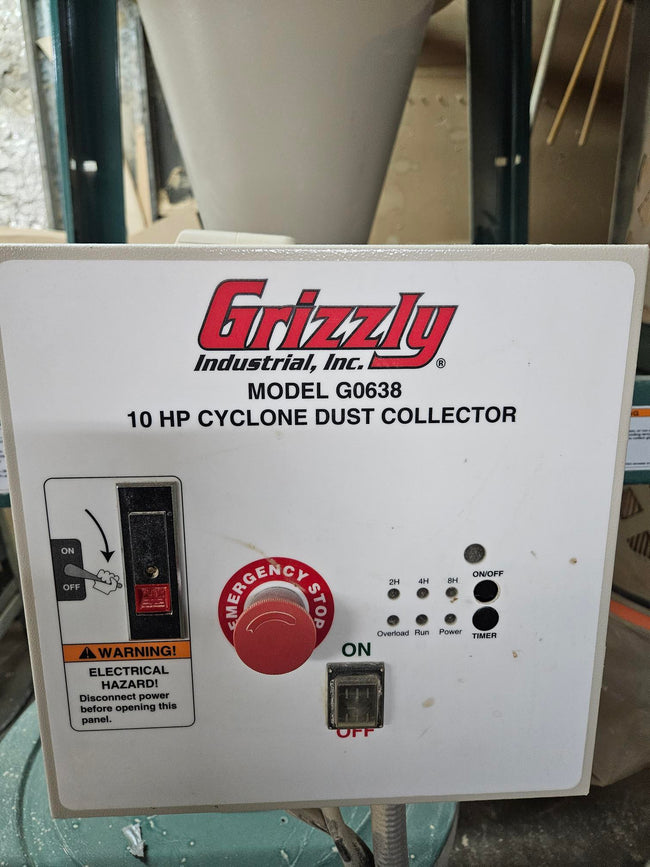 Grizzly
Industrial, Inc. ®
MODEL G0638
10 HP CYCLONE DUST COLLECTOR
ON
OFF
WARNING!
ELECTRICAL
HAZARD!
Disconnect power
before opening this
panel.
EMERGENCY STOP
ON
OFF
2H 4H 8H
ON/OFF
Overload Run Power
TIMER